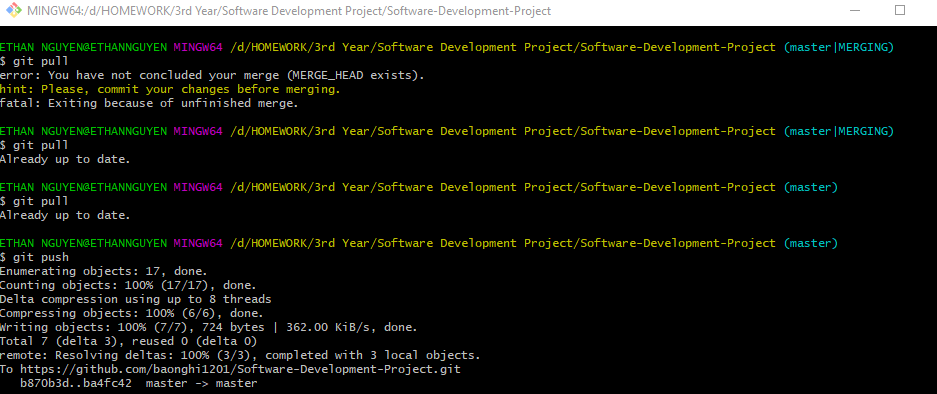 MINGW64:/d/HOMEWORK/3rd Year/Software Development Project/Software-Development-Project
ETHAN NGUYEN@ETHANNGUYEN MINGW64 /d/HOMEWORK/3rd Year/Software Development Project/Software-Development-Project (master|MERGING)
$ git pull
error: You have not concluded your merge (MERGE_HEAD exists).
hint: Please, commit your changes before merging.
fatal: Exiting because of unfinished merge.
ETHAN NGUYEN@ETHANNGUYEN MINGW64 /d/HOMEWORK/3rd Year/Software Development Project/Software-Development-Project (master|MERGING)
$ git pull
Already up to date.
ETHAN NGUYEN@ETHANNGUYEN MINGW64 /d/HOMEWORK/3rd Year/Software Development Project/Software-Development-Project (master)
$ git pull
Already up to date.
ETHAN NGUYEN@ETHANNGUYEN MINGW64 /d/HOMEWORK/3rd Year/Software Development Project/Software-Development-Project (master)
$ git push
Enumerating objects: 17, done.
Counting objects: 100% (17/17), done.
Delta compression using up to 8 threads
Compressing objects: 100% (6/6), done.
Writing objects: 100% (7/7), 724 bytes | 362.00 KiB/s, done.
Total 7 (delta 3), reused 0 (delta 0)
remote: Resolving deltas: 100% (3/3), completed with 3 local objects.
To https://github.com/baonghi1201/Software-Development-Project.git
   b870b3d..ba4fc42  master -> master